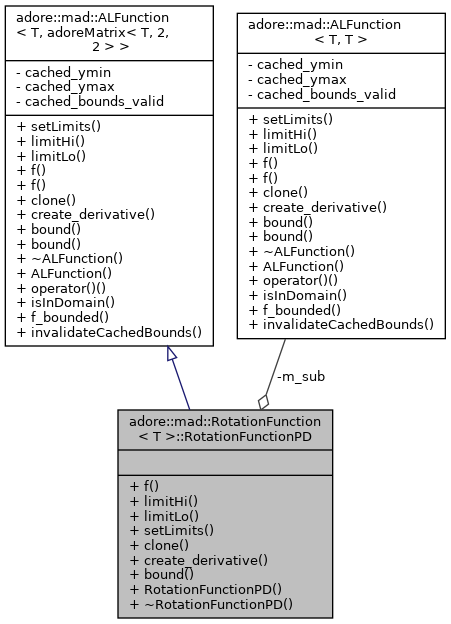 adore::mad::ALFunction
< T, adoreMatrix< T, 2,
2 > >
- cached_ymin
- cached_ymax
- cached_bounds_valid
+ setLimits()
+ limitHi()
+ limitLo()
+ f()
+ f()
+ clone()
+ create_derivative()
+ bound()
+ bound()
+ ~ALFunction()
+ ALFunction()
+ operator()()
+ isInDomain()
+ f_bounded()
+ invalidateCachedBounds()
adore::mad::ALFunction
< T, T >
- cached_ymin
- cached_ymax
- cached_bounds_valid
+ setLimits()
+ limitHi()
+ limitLo()
+ f()
+ f()
+ clone()
+ create_derivative()
+ bound()
+ bound()
+ ~ALFunction()
+ ALFunction()
+ operator()()
+ isInDomain()
+ f_bounded()
+ invalidateCachedBounds()
-m_sub
adore::mad::RotationFunction
< T >::RotationFunctionPD
+ f()
+ limitHi()
+ limitLo()
+ setLimits()
+ clone()
+ create_derivative()
+ bound()
+ RotationFunctionPD()
+ ~RotationFunctionPD()